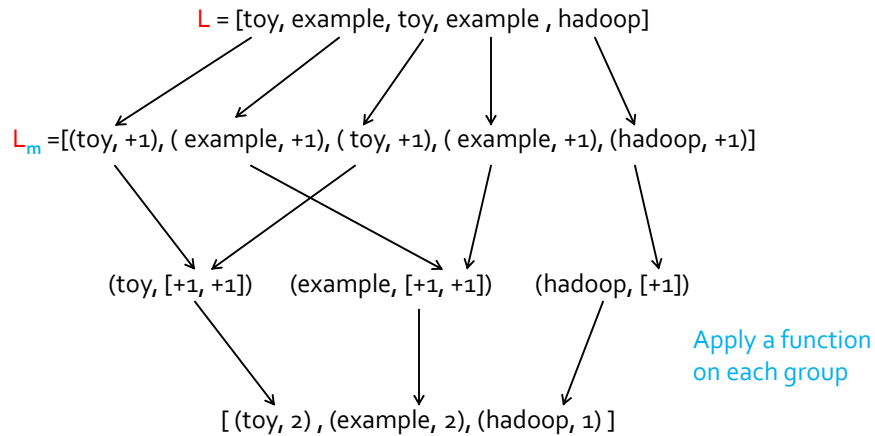 L = [toy, example, toy, example , hadoop]
Lm =[(toy, +1), ( example, +1), ( toy, +1), ( example, +1), (hadoop, +1)]
(toy, [+1, +1]) (example, [+1, +1]) (hadoop, [+1])
Apply a function
on each group
[ (toy, 2) , (example, 2), (hadoop, 1) ]